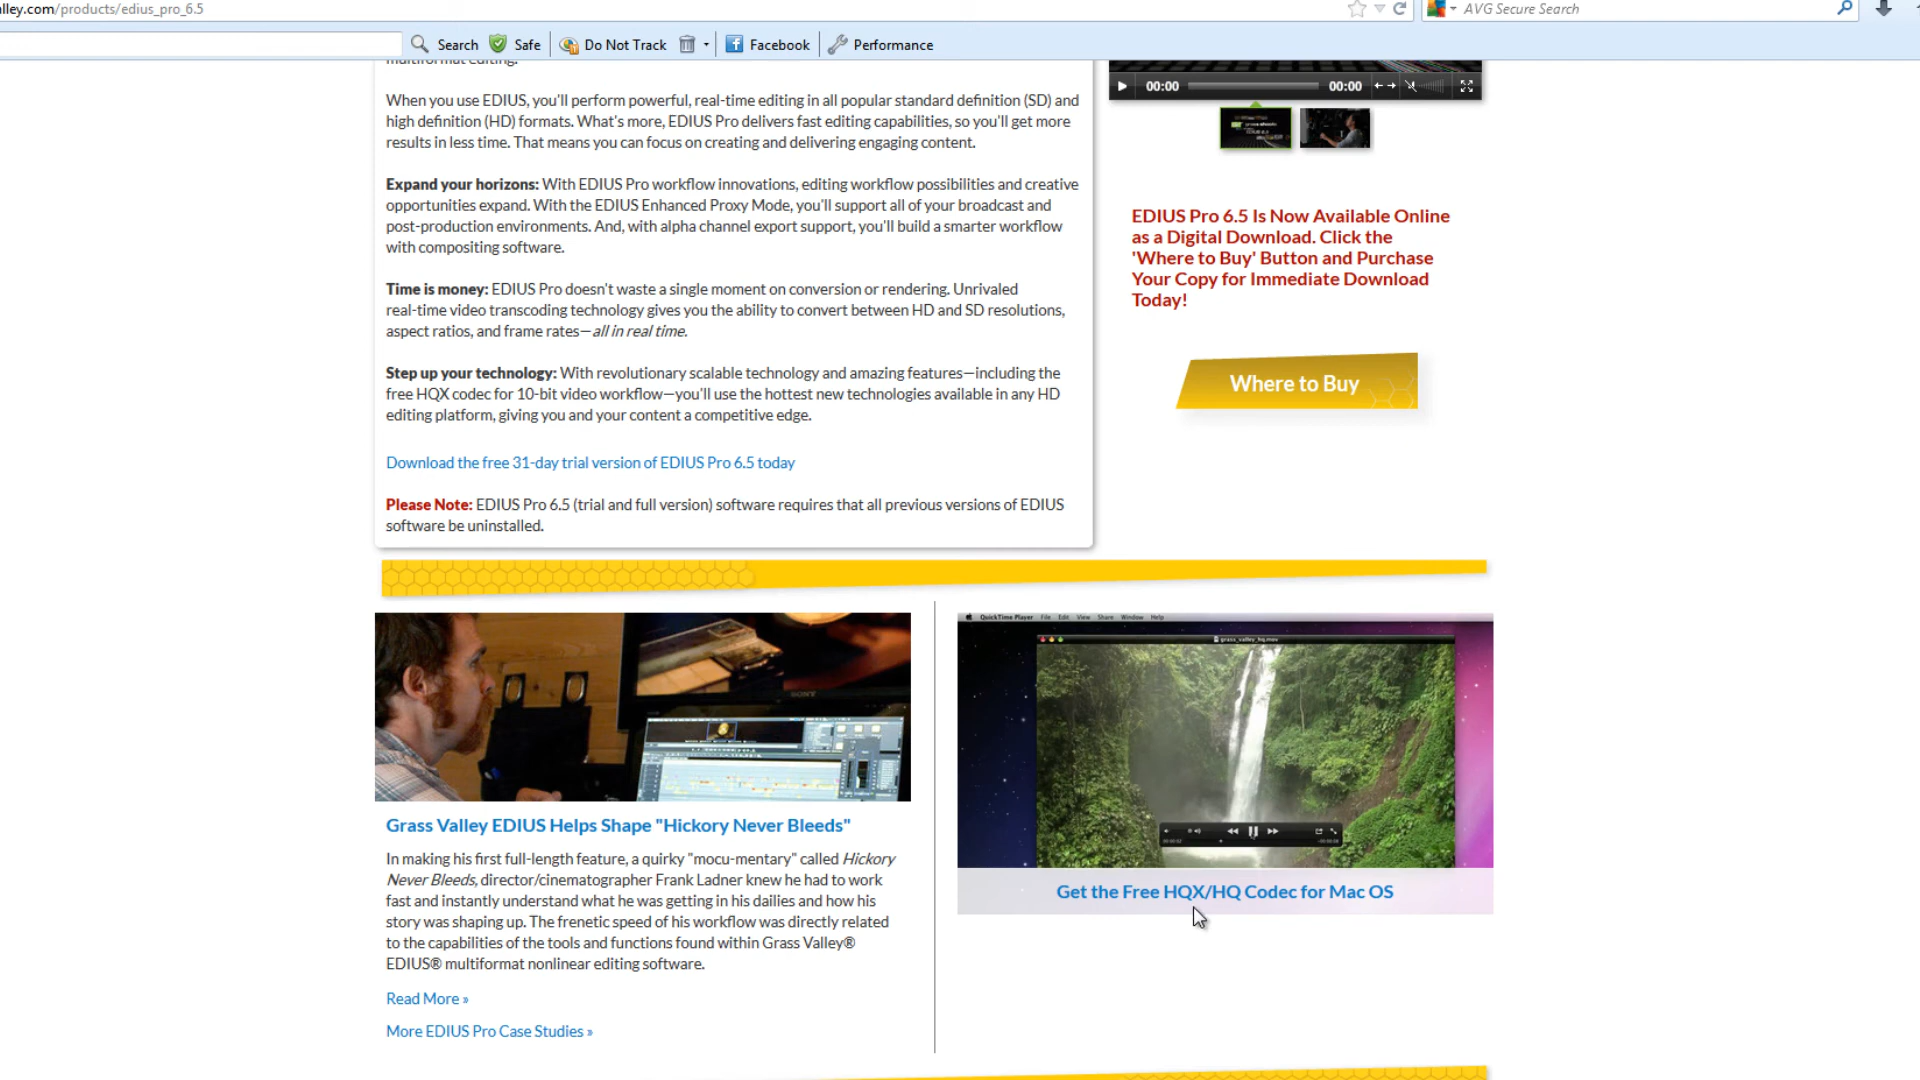 lley.com/products/edius_pro_6.5
AVG Secure Search
Search
Safe
Do Not Track
Facebook
Performance
multiformat editing.
When you use EDIUS, you'll perform powerful, real-time editing in all popular standard definition (SD) and
high definition (HD) formats. What's more, EDIUS Pro delivers fast editing capabilities, so you'll get more
results in less time. That means you can focus on creating and delivering engaging content.
Expand your horizons: With EDIUS Pro workflow innovations, editing workflow possibilities and creative
opportunities expand. With the EDIUS Enhanced Proxy Mode, you'll support all of your broadcast and
post-production environments. And, with alpha channel export support, you'll build a smarter workflow
with compositing software.
Time is money: EDIUS Pro doesn't waste a single moment on conversion or rendering. Unrivaled
real-time video transcoding technology gives you the ability to convert between HD and SD resolutions,
aspect ratios, and frame rates—all in real time.
Step up your technology: With revolutionary scalable technology and amazing features—including the
free HQX codec for 10-bit video workflow—you'll use the hottest new technologies available in any HD
editing platform, giving you and your content a competitive edge.
Download the free 31-day trial version of EDIUS Pro 6.5 today
Please Note: EDIUS Pro 6.5 (trial and full version) software requires that all previous versions of EDIUS
software be uninstalled.
00:00
00:00
EDIUS Pro 6.5 Is Now Available Online
as a Digital Download. Click the
'Where to Buy' Button and Purchase
Your Copy for Immediate Download
Today!
Where to Buy
SONY
Grass Valley EDIUS Helps Shape "Hickory Never Bleeds"
In making his first full-length feature, a quirky "mocu-mentary" called Hickory
Never Bleeds, director/cinematographer Frank Ladner knew he had to work
fast and instantly understand what he was getting in his dailies and how his
story was shaping up. The frenetic speed of his workflow was directly related
to the capabilities of the tools and functions found within Grass Valley®
EDIUS® multiformat nonlinear editing software.
Read More »
More EDIUS Pro Case Studies »
QuickTime Player File Edit View Share Window Help
grass_valley_hq.mov
Get the Free HQX/HQ Codec for Mac OS